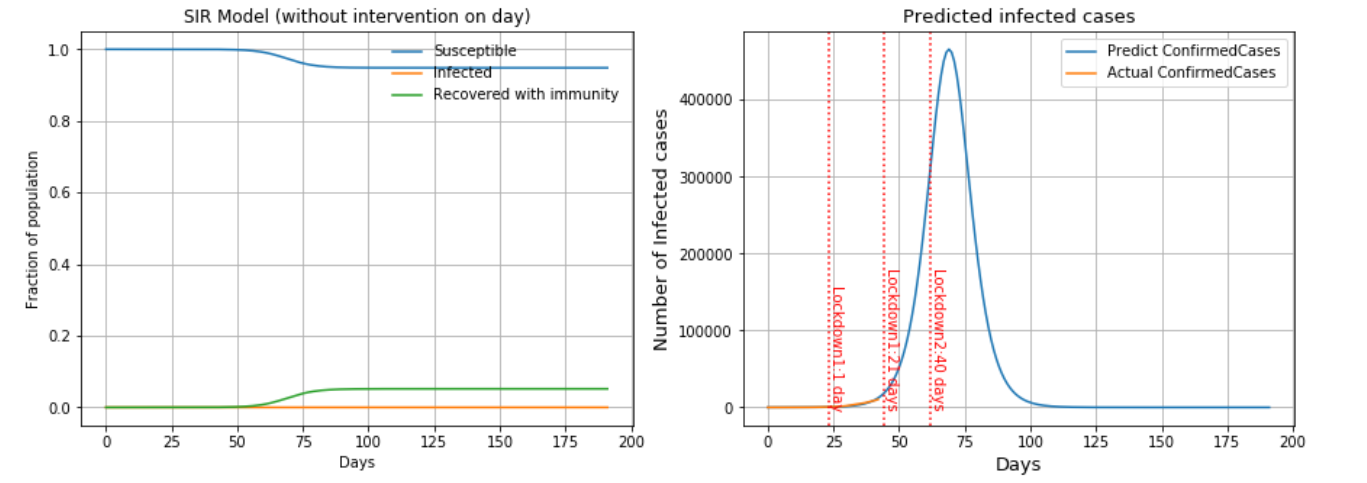 SIR Model (without intervention on day)
1.0
0.8
0.6
0.4
0.2
0.0
Fraction of population
Susceptible
Infected
Recovered with immunity
0 25 50 75 100 125 150 175 200
Days
Predicted infected cases
400000
300000
200000
100000
0
Number of Infected cases
Predict ConfirmedCases
Actual ConfirmedCases
Lockdown1:1 day
Lockdown1:21 days
Lockdown2:40 days
0 25 50 75 100 125 150 175 200
Days